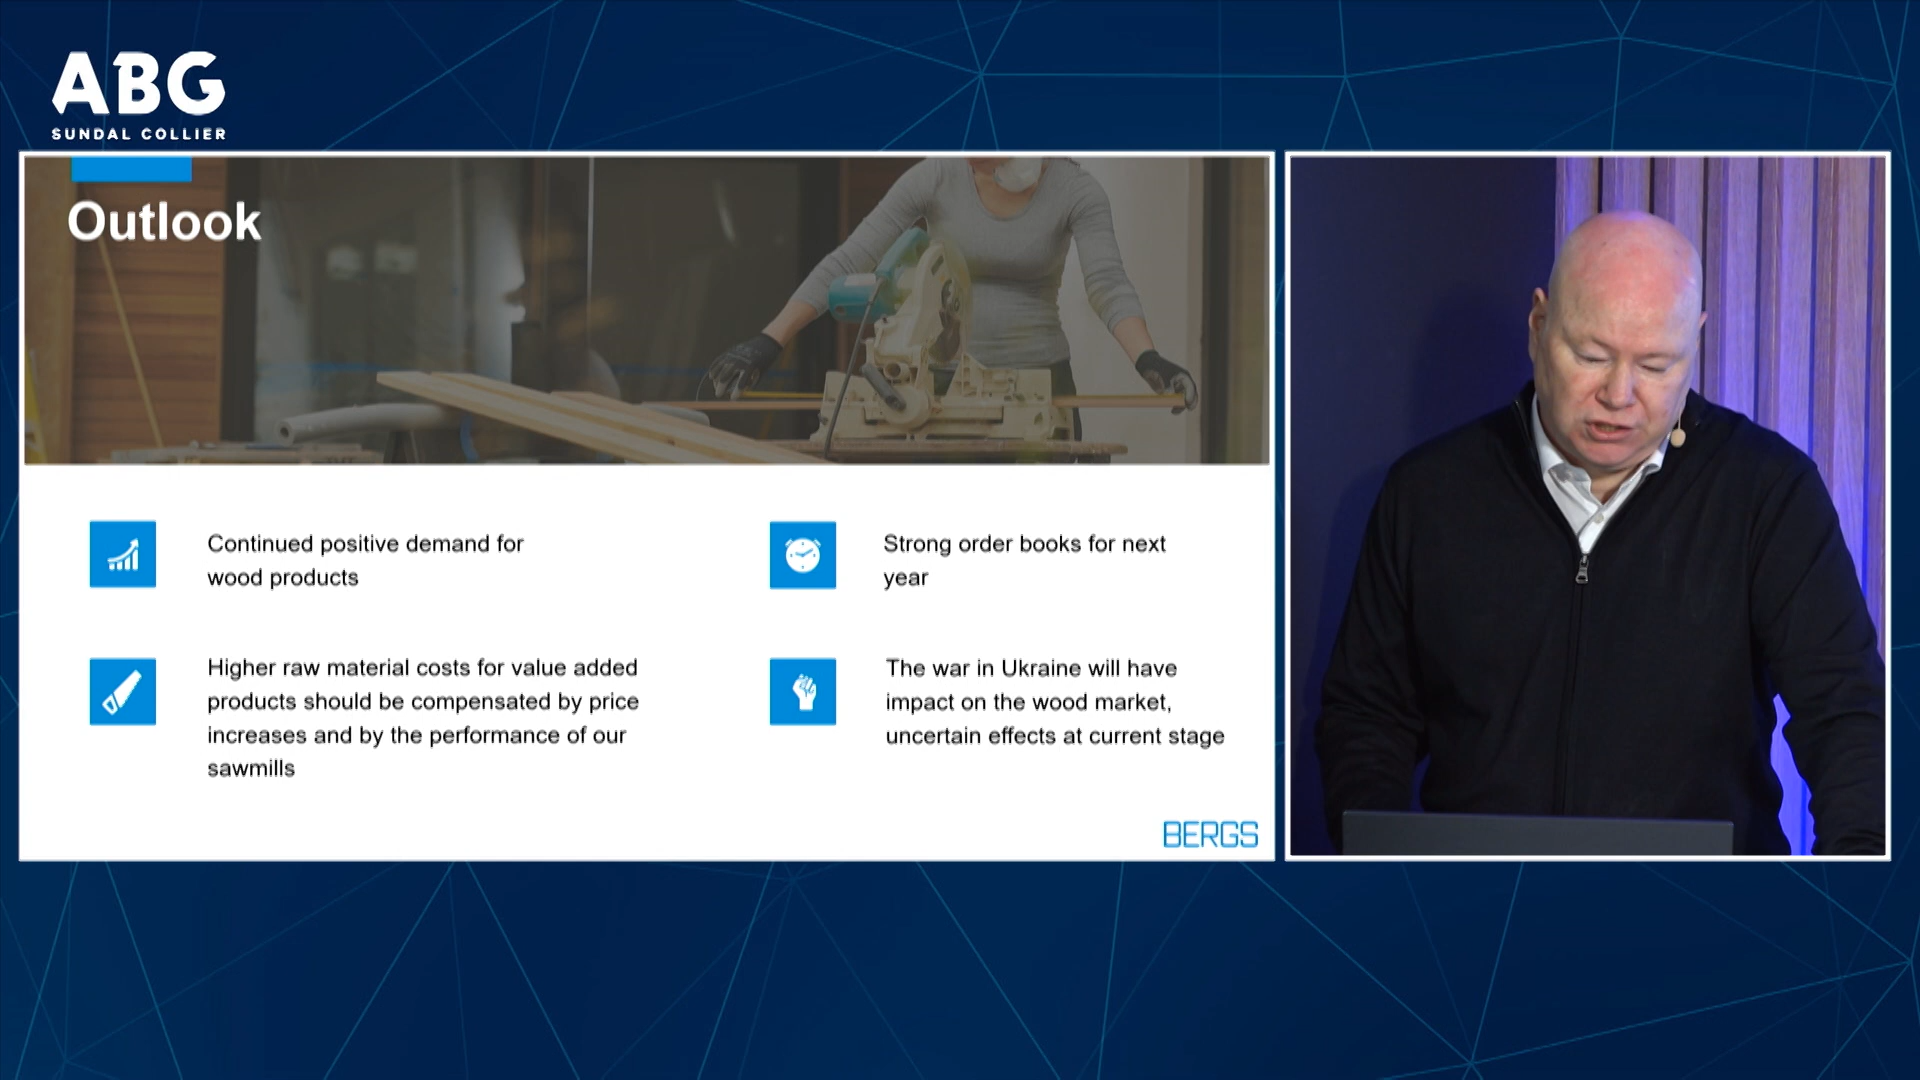 ABG
SUNDAL COLLIER
Outlook
Continued positive demand for
wood products
Strong order books for next
year
Higher raw material costs for value added
products should be compensated by price
increases and by the performance of our
sawmills
The war in Ukraine will have
impact on the wood market,
uncertain effects at current stage
BERGS